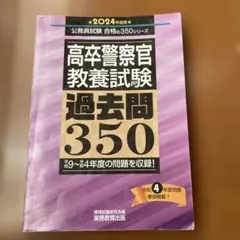 2024年度版
公務員試験 合格の350シリーズ
高卒警察官
教養試験
過去問
350
平成9~令和4年度の問題を収録!
令和4年度問題
資格試験研究会編
実務教育出版